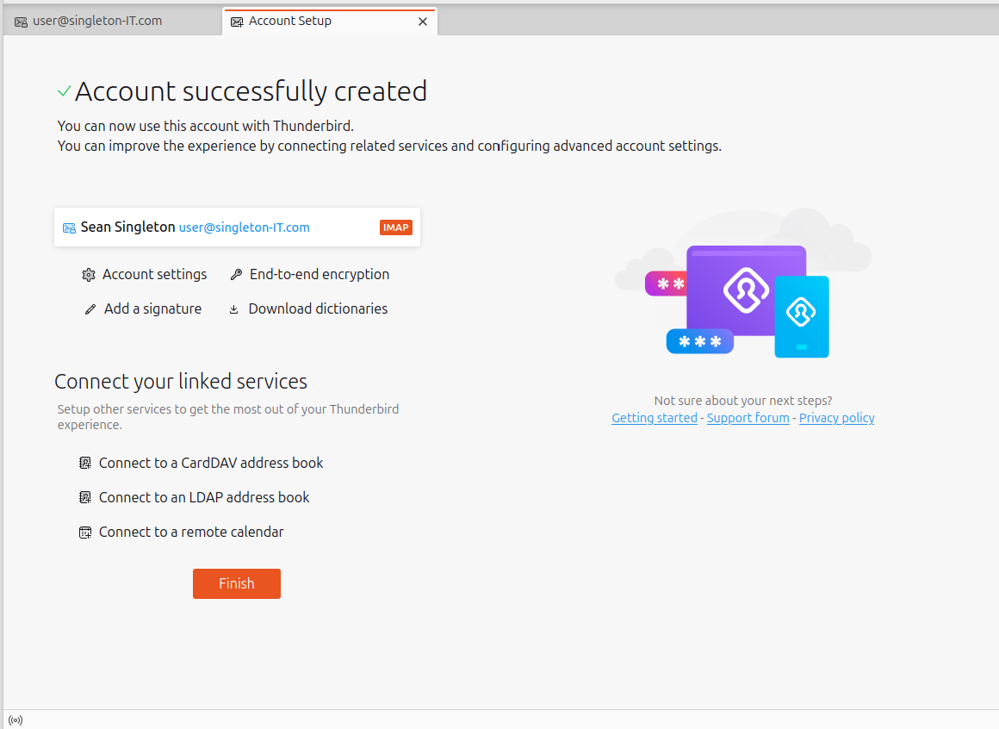 user@singleton-IT.com
Account Setup
Account successfully created
You can now use this account with Thunderbird.
You can improve the experience by connecting related services and configuring advanced account settings.
Sean Singleton user@singleton-IT.com IMAP
Account settings
End-to-end encryption
Add a signature
Download dictionaries
Connect your linked services
Setup other services to get the most out of your Thunderbird
experience.
Connect to a CardDAV address book
Connect to an LDAP address book
Connect to a remote calendar
Finish
** 
***
Not sure about your next steps?
Getting started - Support forum - Privacy policy